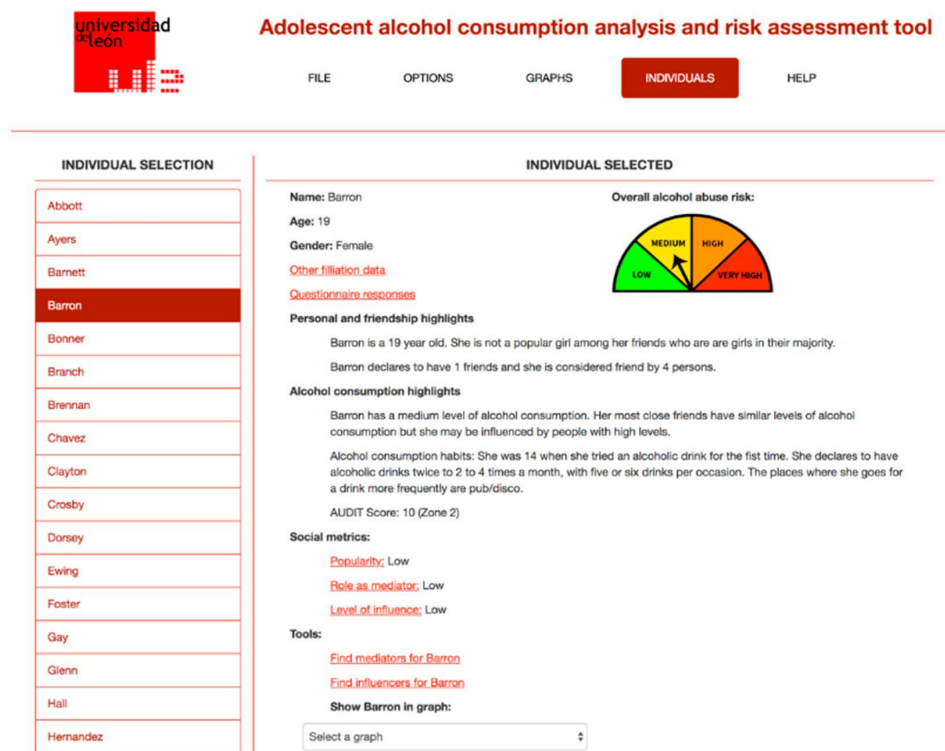 universidad
de león
Adolescent alcohol consumption analysis and risk assessment tool
FILE
OPTIONS
GRAPHS
INDIVIDUALS
HELP
INDIVIDUAL SELECTION
Abbott
Ayers
Barnett
Barron
Bonner
Branch
Brennan
Chavez
Clayton
Crosby
Dorsey
Ewing
Foster
Gay
Glenn
Hall
Hernandez
INDIVIDUAL SELECTED
Name: Barron
Age: 19
Gender: Female
Other filliation data
Questionnaire responses
Overall alcohol abuse risk:
LOW
MEDIUM
HIGH
VERY HIGH
Personal and friendship highlights
Barron is a 19 year old. She is not a popular girl among her friends who are are girls in their majority.
Barron declares to have 1 friends and she is considered friend by 4 persons.
Alcohol consumption highlights
Barron has a medium level of alcohol consumption. Her most close friends have similar levels of alcohol
consumption but she may be influenced by people with high levels.
Alcohol consumption habits: She was 14 when she tried an alcoholic drink for the fist time. She declares to have
alcoholic drinks twice to 2 to 4 times a month, with five or six drinks per occasion. The places where she goes for
a drink more frequently are pub/disco.
AUDIT Score: 10 (Zone 2)
Social metrics:
Popularity: Low
Role as mediator: Low
Level of influence: Low
Tools:
Find mediators for Barron
Find influencers for Barron
Show Barron in graph:
Select a graph